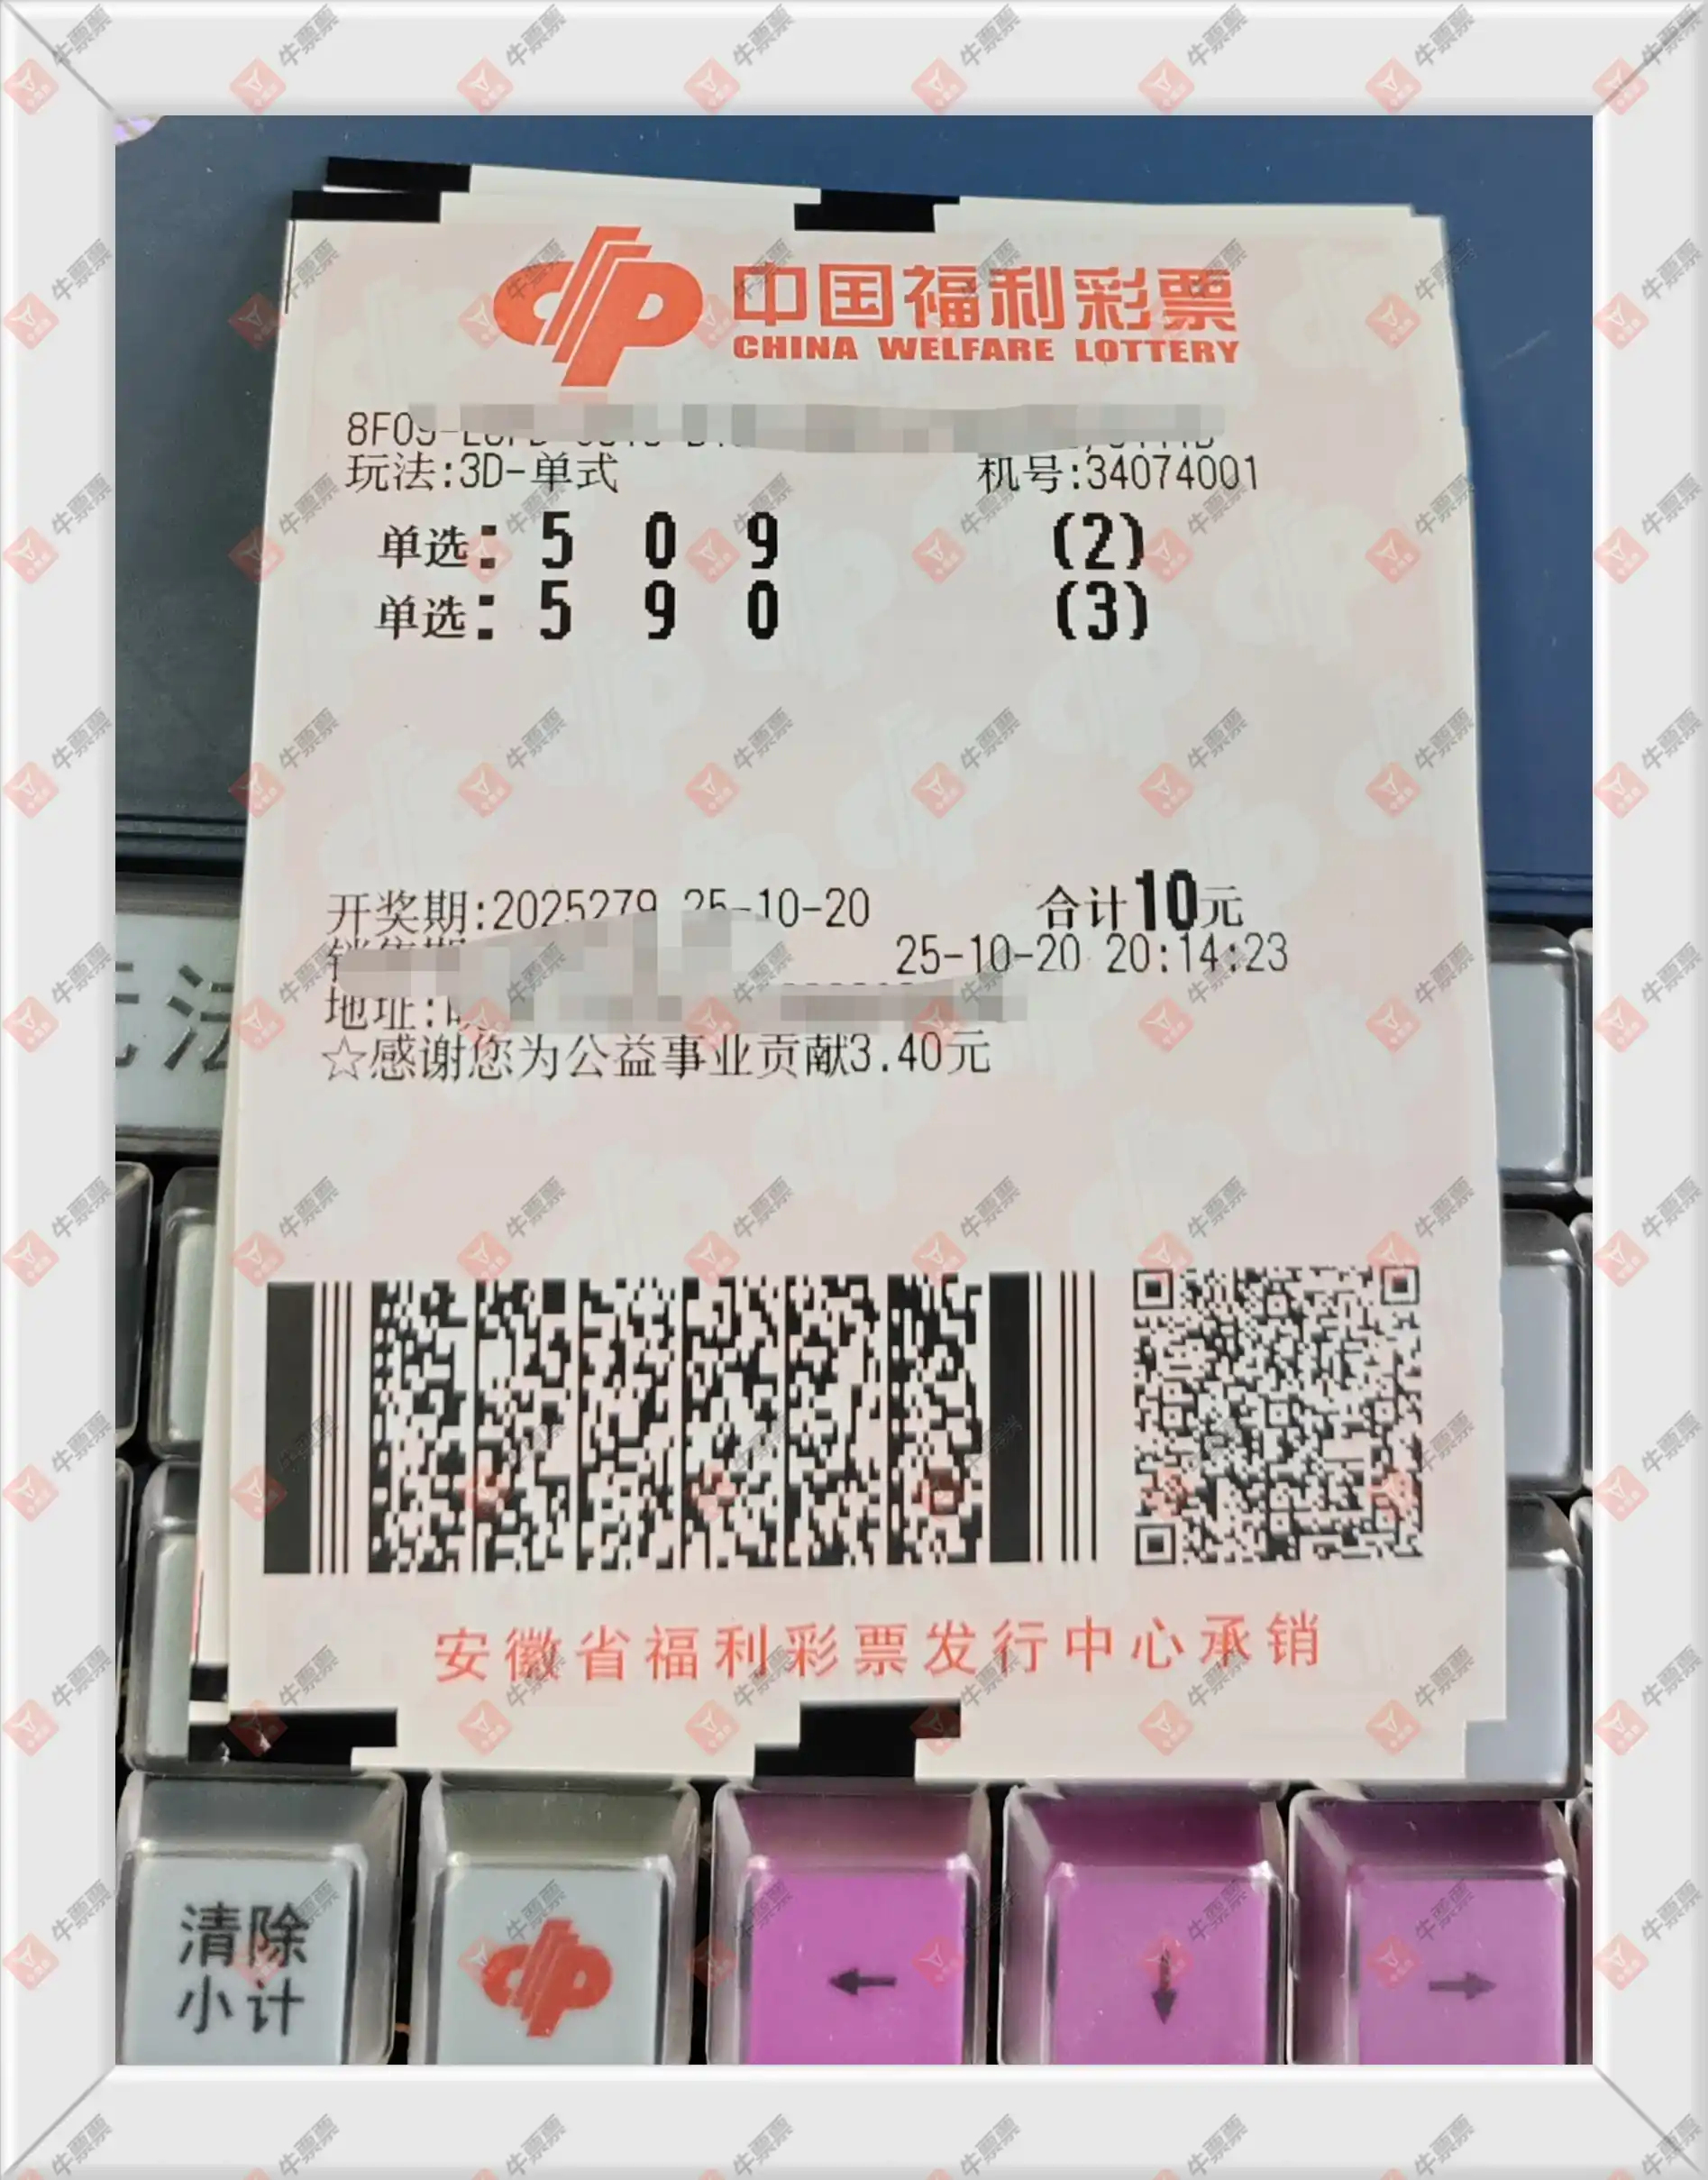 中国福利彩票
CHINA WELFARE LOTTERY
玩法:3D-单式 机号:34074001
单选: 5 0 9 (2)
单选: 5 9 0 (3)
开奖期:2025279 25-10-20 合计10元
25-10-20 20:14:23
地址:
☆感谢您为公益事业贡献3.40元
安徽省福利彩票发行中心承销
清除
小计
←
↓
→
牛票票